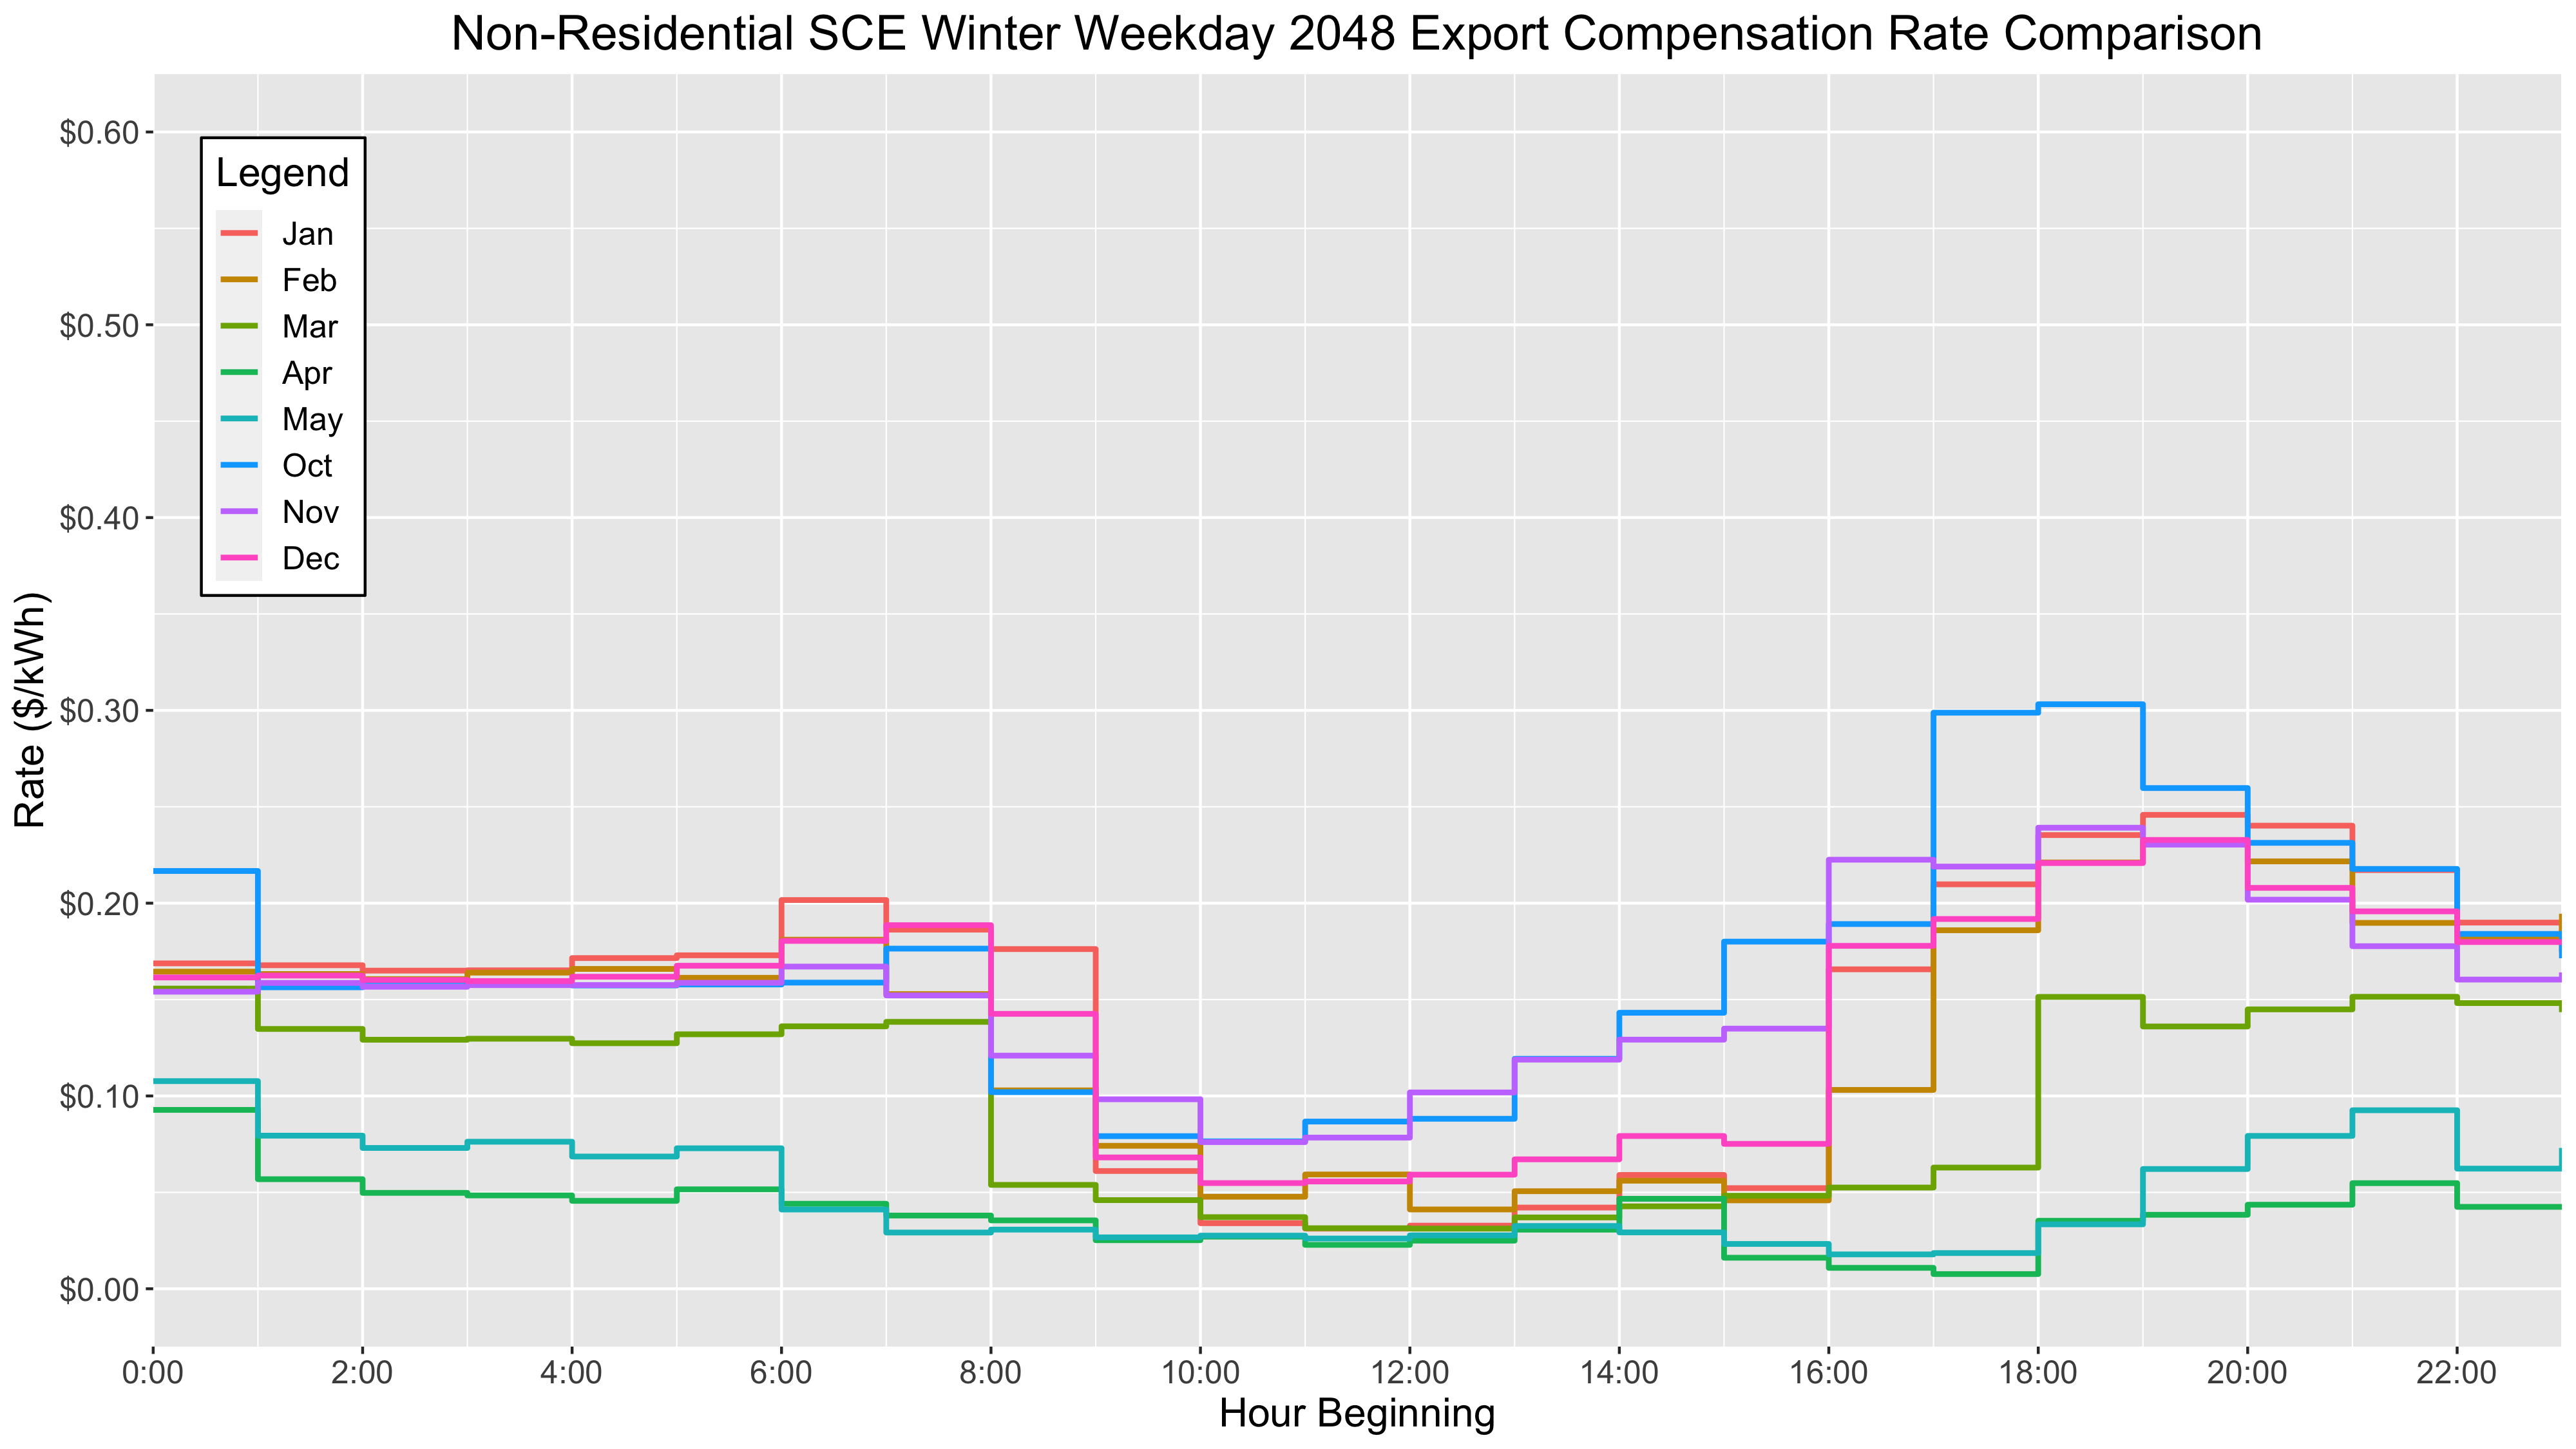 Non-Residential SCE Winter Weekday 2048 Export Compensation Rate Comparison
$0.60
$0.50
$0.40
$0.30
$0.20
$0.10
$0.00
Rate ($/kWh)
Legend
Jan
Feb
Mar
Apr
May
Oct
Nov
Dec
0:00 2:00 4:00 6:00 8:00 10:00 12:00 14:00 16:00 18:00 20:00 22:00
Hour Beginning